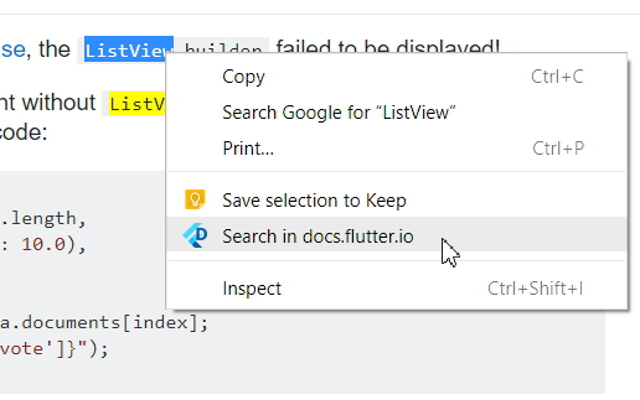 se, the ListView.builder failed to be displayed!
Copy Ctrl+C
nt without ListV
Search Google for “ListView”
code:
Print... Ctrl+P
Save selection to Keep
.length,
Search in docs.flutter.io
: 10.0),
Inspect Ctrl+Shift+I
a.documents[index];
vote']}");